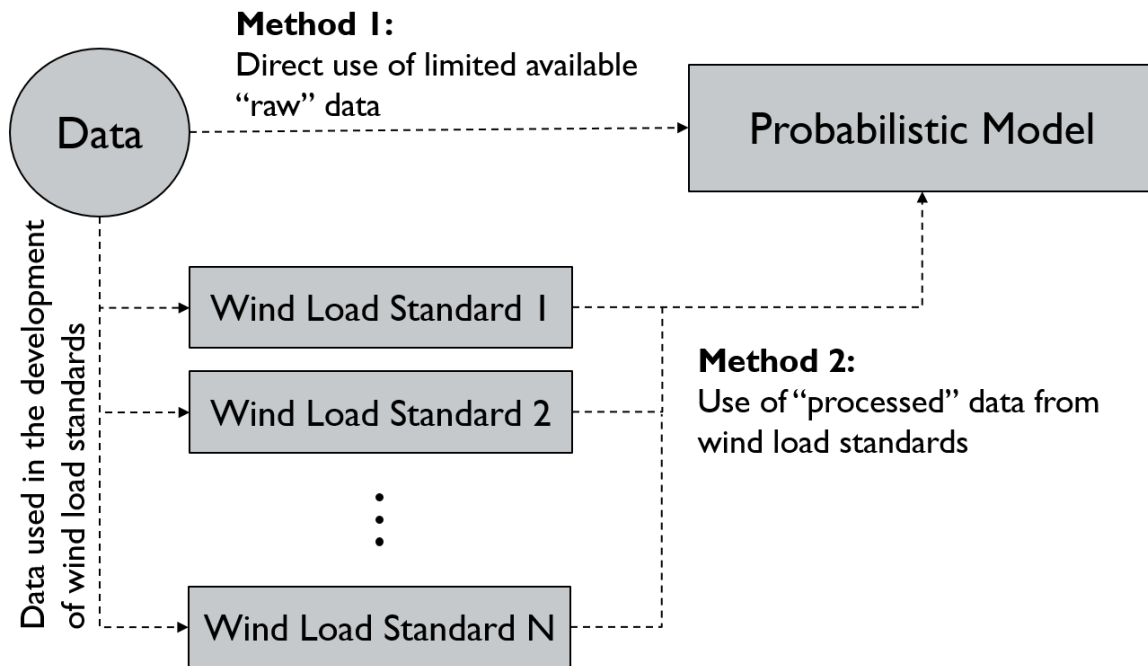 Method 1:
Direct use of limited available
“raw” data
Data
Probabilistic Model
Data used in the development
of wind load standards
Wind Load Standard 1
Wind Load Standard 2
Method 2:
Use of “processed” data from
wind load standards
Wind Load Standard N